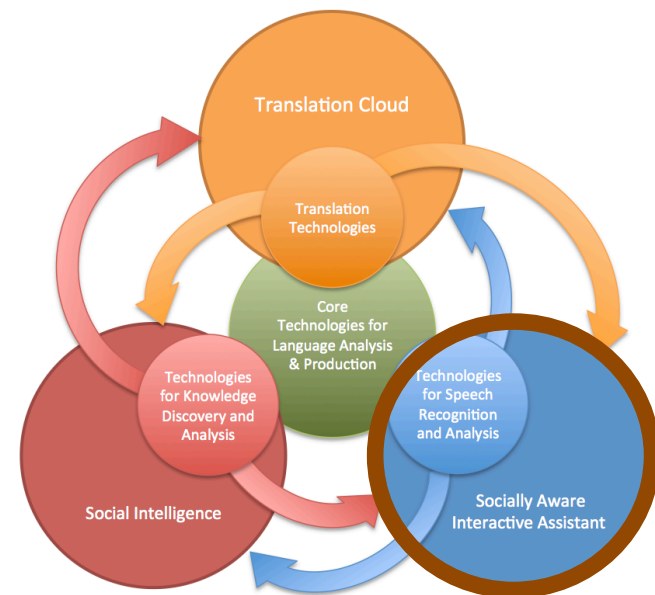 Translation Cloud
Translation
Technologies
Core
Technologies for
Language Analysis
& Production
Technologies
for Knowledge
Discovery and
Analysis
Technologies
for Speech
Recognition
and Analysis
Social Intelligence
Socially Aware
Interactive Assistant